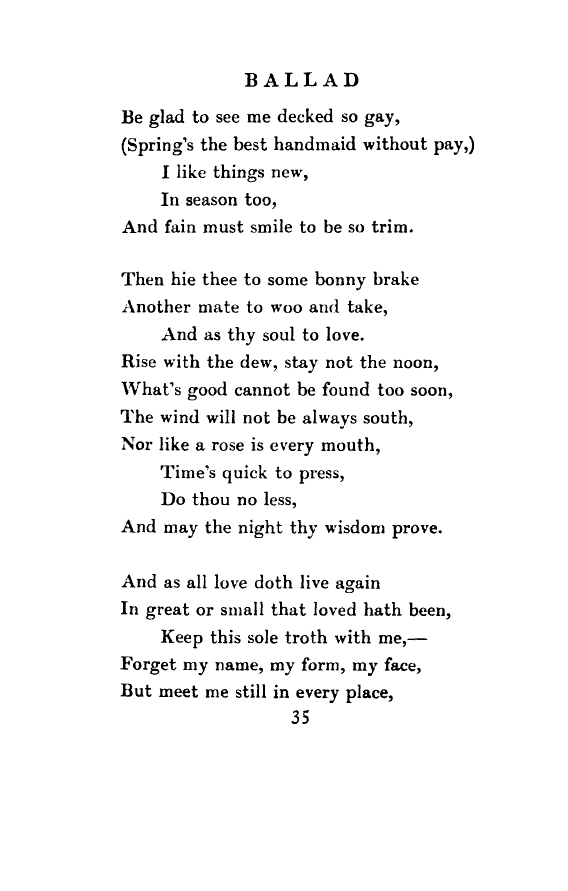 BALLAD
Be glad to see me decked so gay,
(Spring's the best handmaid without pay,)
I like things new,
In season too,
And fain must smile to be so trim.
Then hie thee to some bonny brake
Another mate to woo and take,
And as thy soul to love.
Rise with the dew, stay not the noon,
What's good cannot be found too soon,
The wind will not be always south,
Nor like a rose is every mouth,
Time's quick to press,
Do thou no less,
And may the night thy wisdom prove.
And as all love doth live again
In great or small that loved hath been,
Keep this sole troth with me,—
Forget my name, my form, my face,
But meet me still in every place,
35